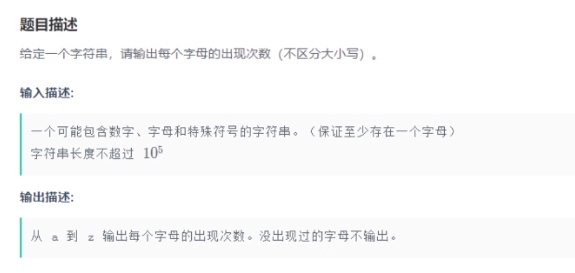 题目描述
给定一个字符串，请输出每个字母的出现次数（不区分大小写）。
输入描述:
一个可能包含数字、字母和特殊符号的字符串。（保证至少存在一个字母）
字符串长度不超过 10⁵
输出描述:
从 a 到 z 输出每个字母的出现次数。没出现过的字母不输出。